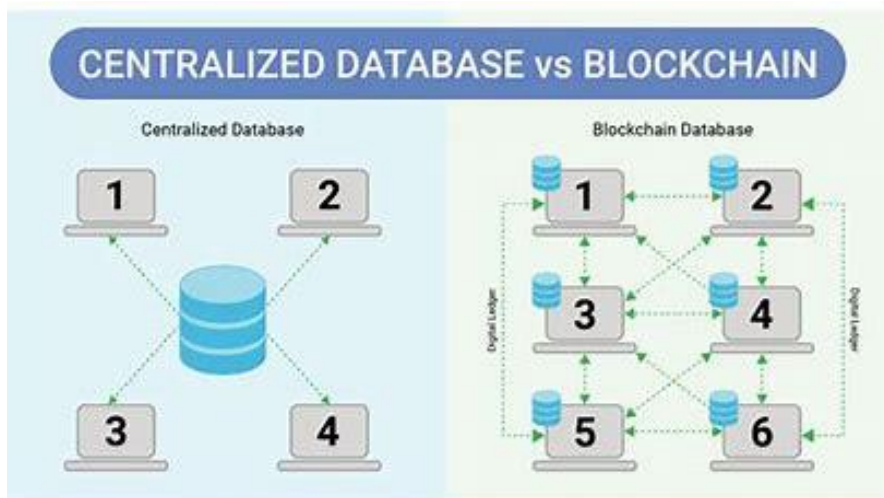 CENTRALIZED DATABASE vs BLOCKCHAIN
Centralized Database
1
2
3
4
Blockchain Database
1
2
3
4
5
6
Digital Ledger
Digital Ledger